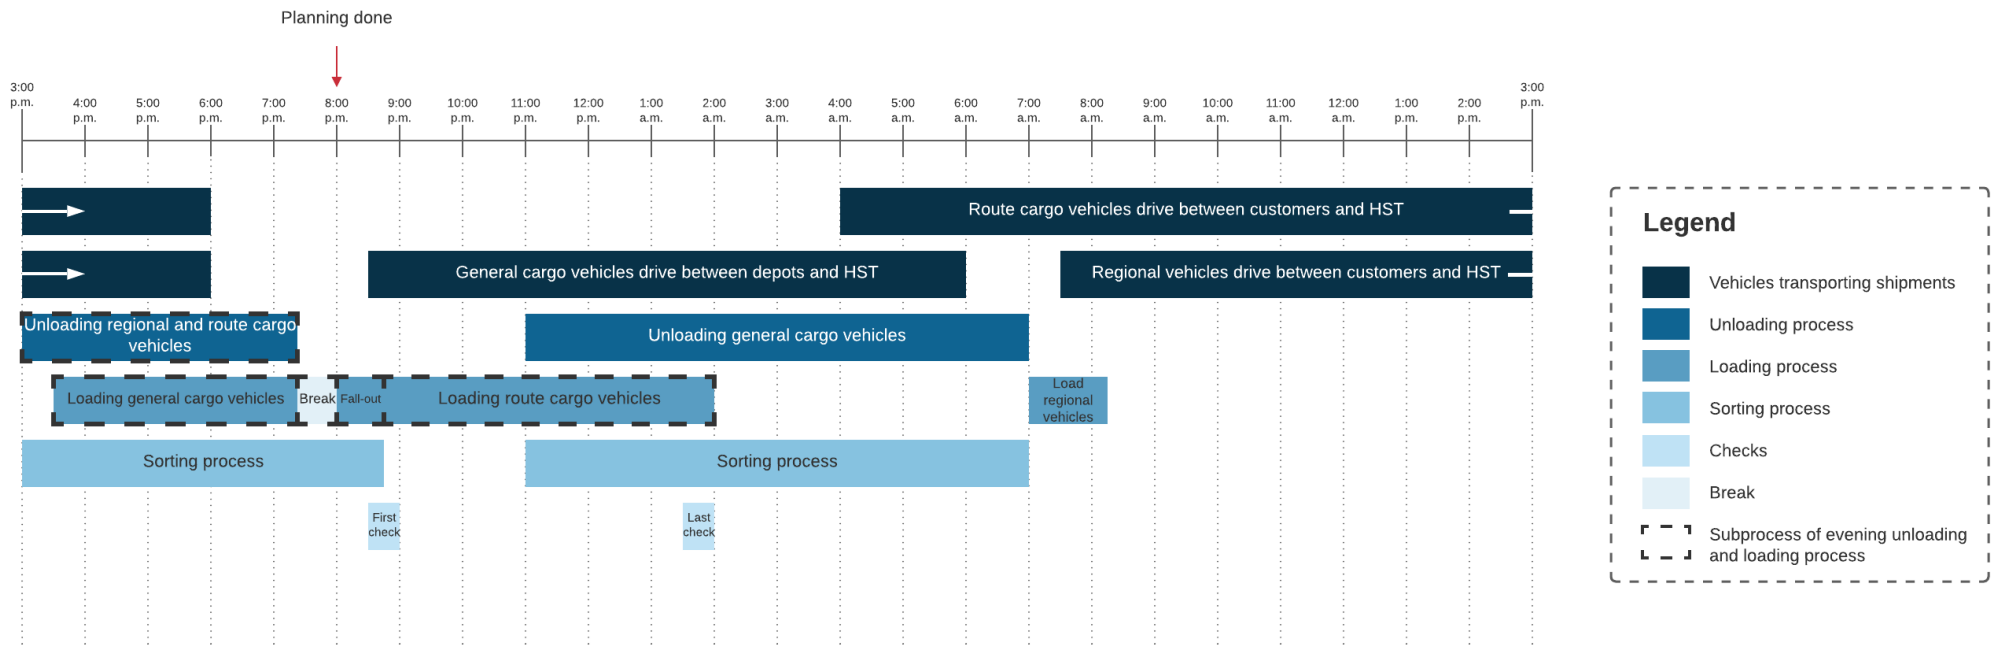 Planning done
3:00
p.m.
4:00
p.m.
5:00
p.m.
6:00
p.m.
7:00
p.m.
8:00
p.m.
9:00
p.m.
10:00
p.m.
11:00
p.m.
12:00
p.m.
1:00
a.m.
2:00
a.m.
3:00
a.m.
4:00
a.m.
5:00
a.m.
6:00
a.m.
7:00
a.m.
8:00
a.m.
9:00
a.m.
10:00
a.m.
11:00
a.m.
12:00
a.m.
1:00
p.m.
2:00
p.m.
3:00
p.m.
Route cargo vehicles drive between customers and HST
General cargo vehicles drive between depots and HST
Regional vehicles drive between customers and HST
Unloading regional and route cargo
vehicles
Unloading general cargo vehicles
Loading general cargo vehicles
Break
Fall-out
Loading route cargo vehicles
Load
regional
vehicles
Sorting process
Sorting process
First
check
Last
check
Legend
Vehicles transporting shipments
Unloading process
Loading process
Sorting process
Checks
Break
Subprocess of evening unloading
and loading process